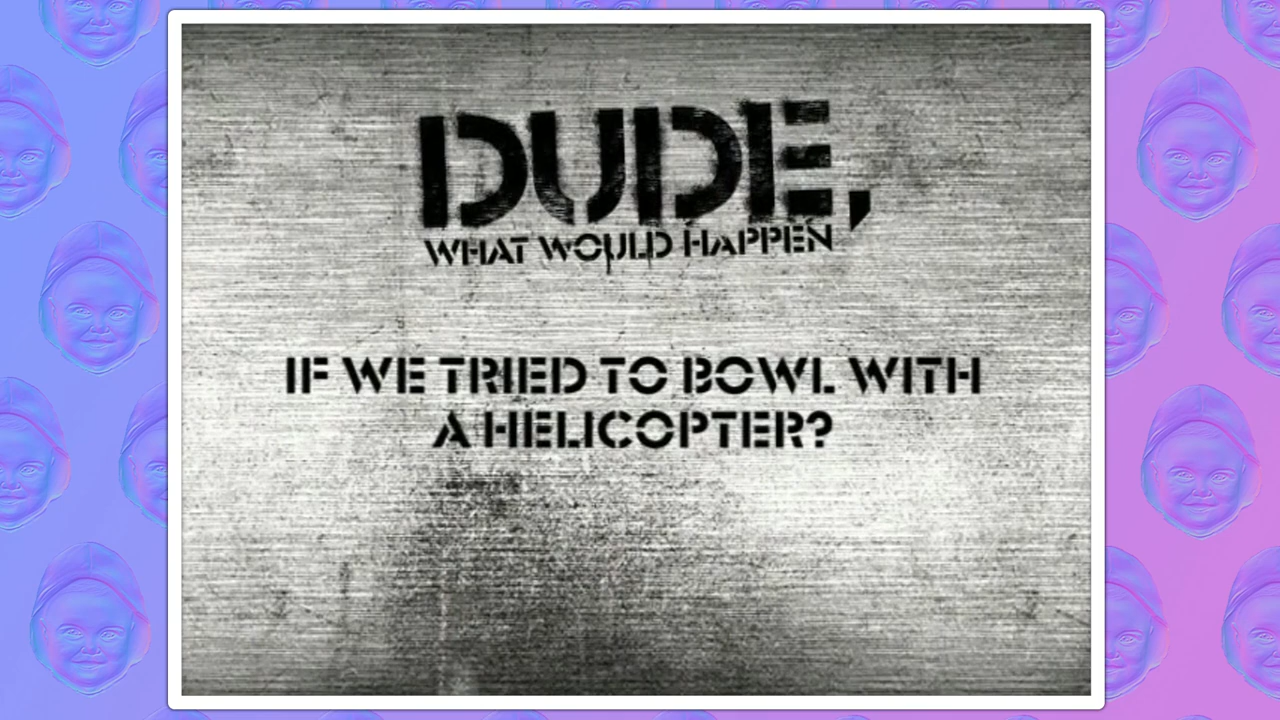 DUDE,
WHAT WOULD HAPPEN
IF WE TRIED TO BOWL WITH
A HELICOPTER?